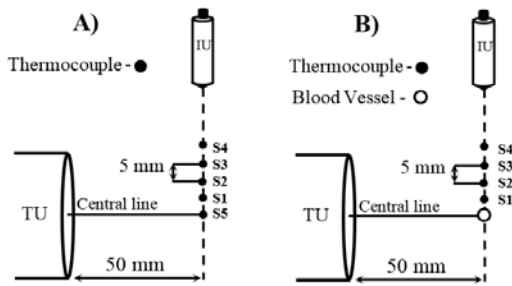 A)
IU
Thermocouple -
S4
S3
5 mm
S2
S1
TU
Central line
S5
50 mm
B)
IU
Thermocouple -
Blood Vessel -
S4
S3
5 mm
S2
S1
TU
Central line
50 mm